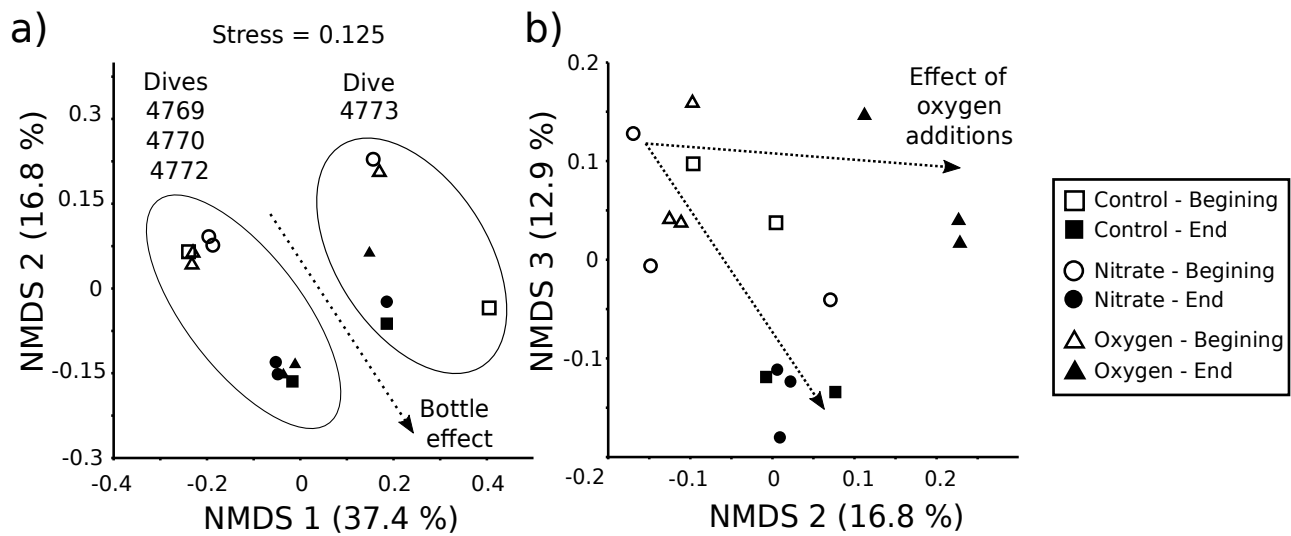 a)
Stress = 0.125
Dives
4769
4770
4772
Dive
4773
0.3
0.15
0
-0.15
-0.3
NMDS 2 (16.8 %)
-0.4
-0.2
0
0.2
0.4
NMDS 1 (37.4 %)
Bottle
effect
b)
Effect of
oxygen
additions
0.2
0.1
0
-0.1
-0.2
NMDS 3 (12.9 %)
-0.1
0
0.1
0.2
NMDS 2 (16.8 %)
Control - Begining
Control - End
Nitrate - Begining
Nitrate - End
Oxygen - Begining
Oxygen - End